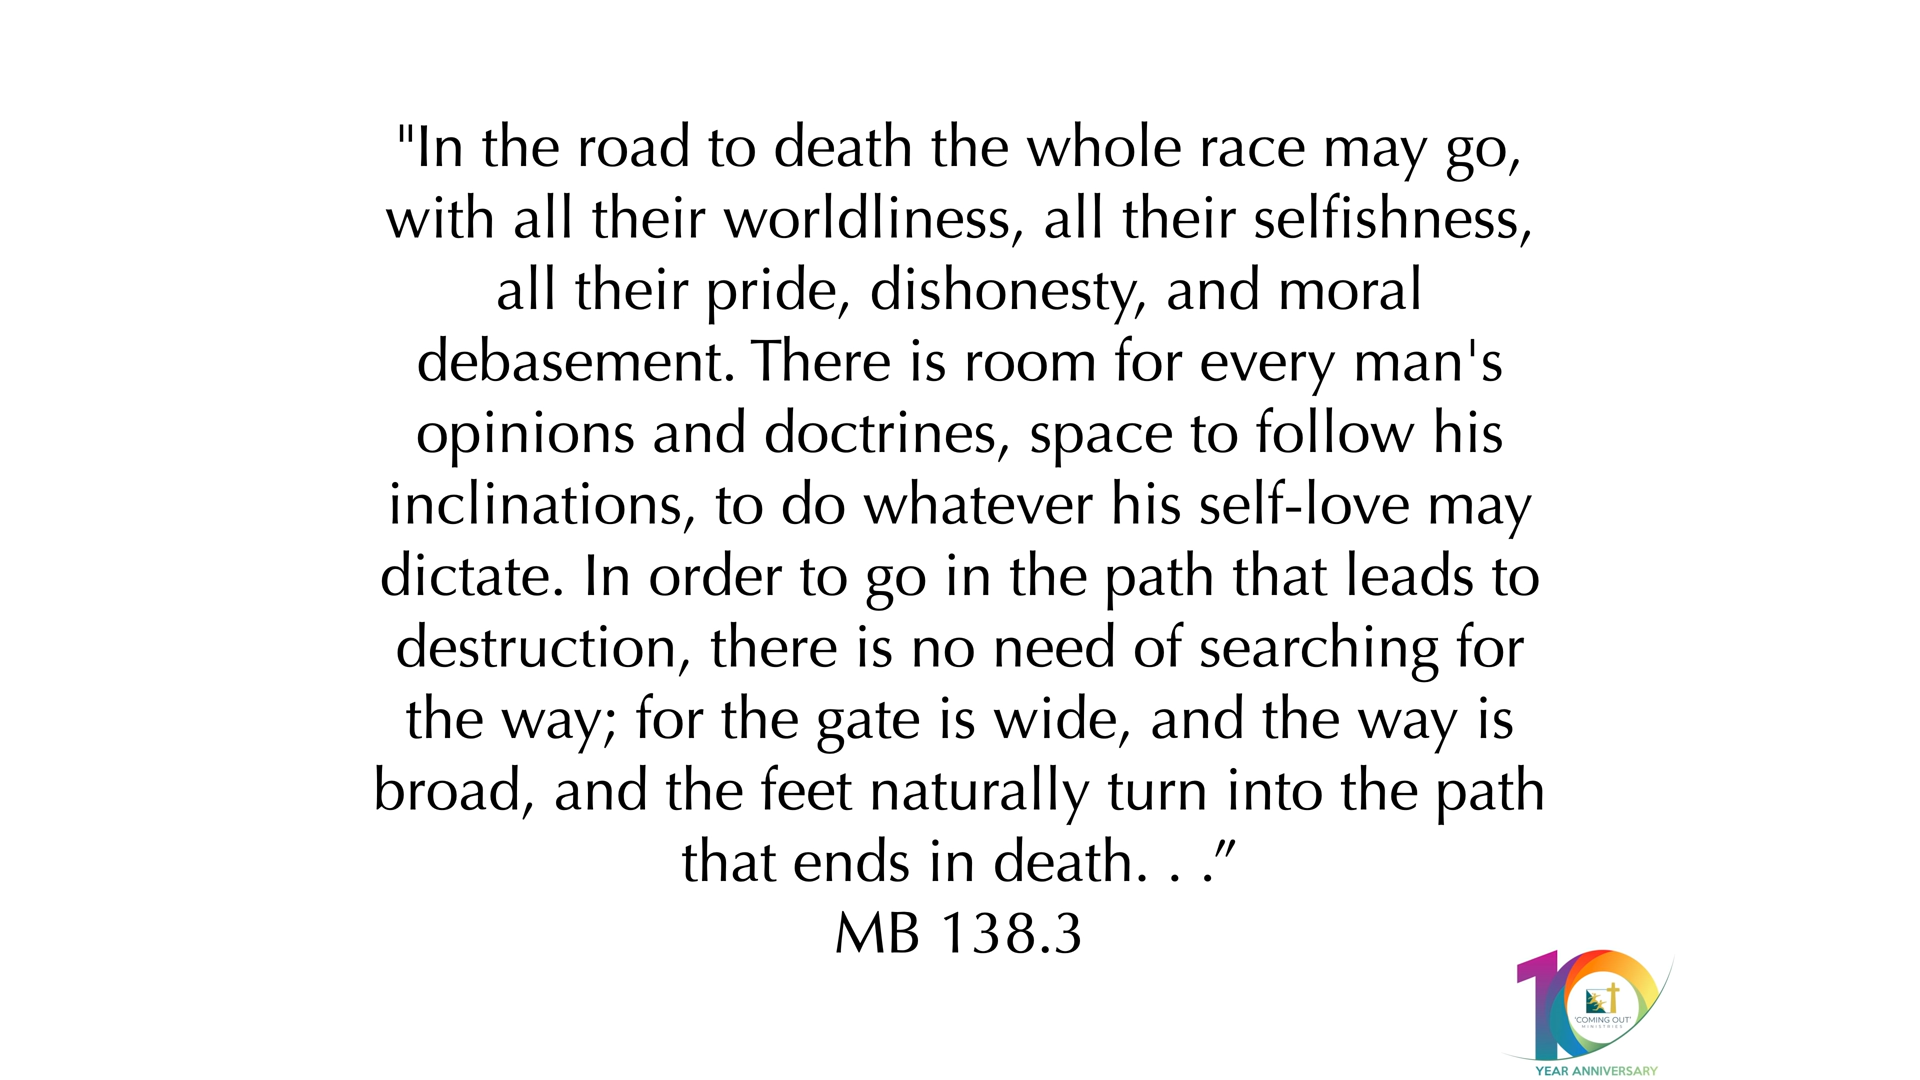 "In the road to death the whole race may go,
with all their worldliness, all their selfishness,
all their pride, dishonesty, and moral
debasement. There is room for every man's
opinions and doctrines, space to follow his
inclinations, to do whatever his self-love may
dictate. In order to go in the path that leads to
destruction, there is no need of searching for
the way; for the gate is wide, and the way is
broad, and the feet naturally turn into the path
that ends in death. . .”
MB 138.3
10
'COMING OUT'
MINISTRIES
YEAR ANNIVERSARY